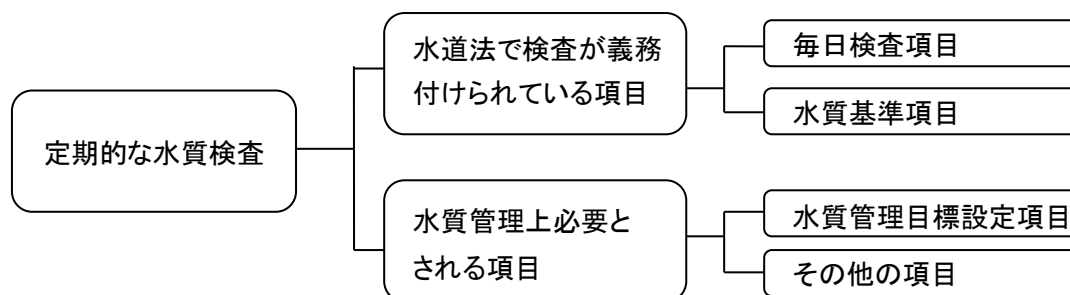 定期的な水質検査
水道法で検査が義務
付けられている項目
毎日検査項目
水質基準項目
水質管理上必要と
される項目
水質管理目標設定項目
その他の項目